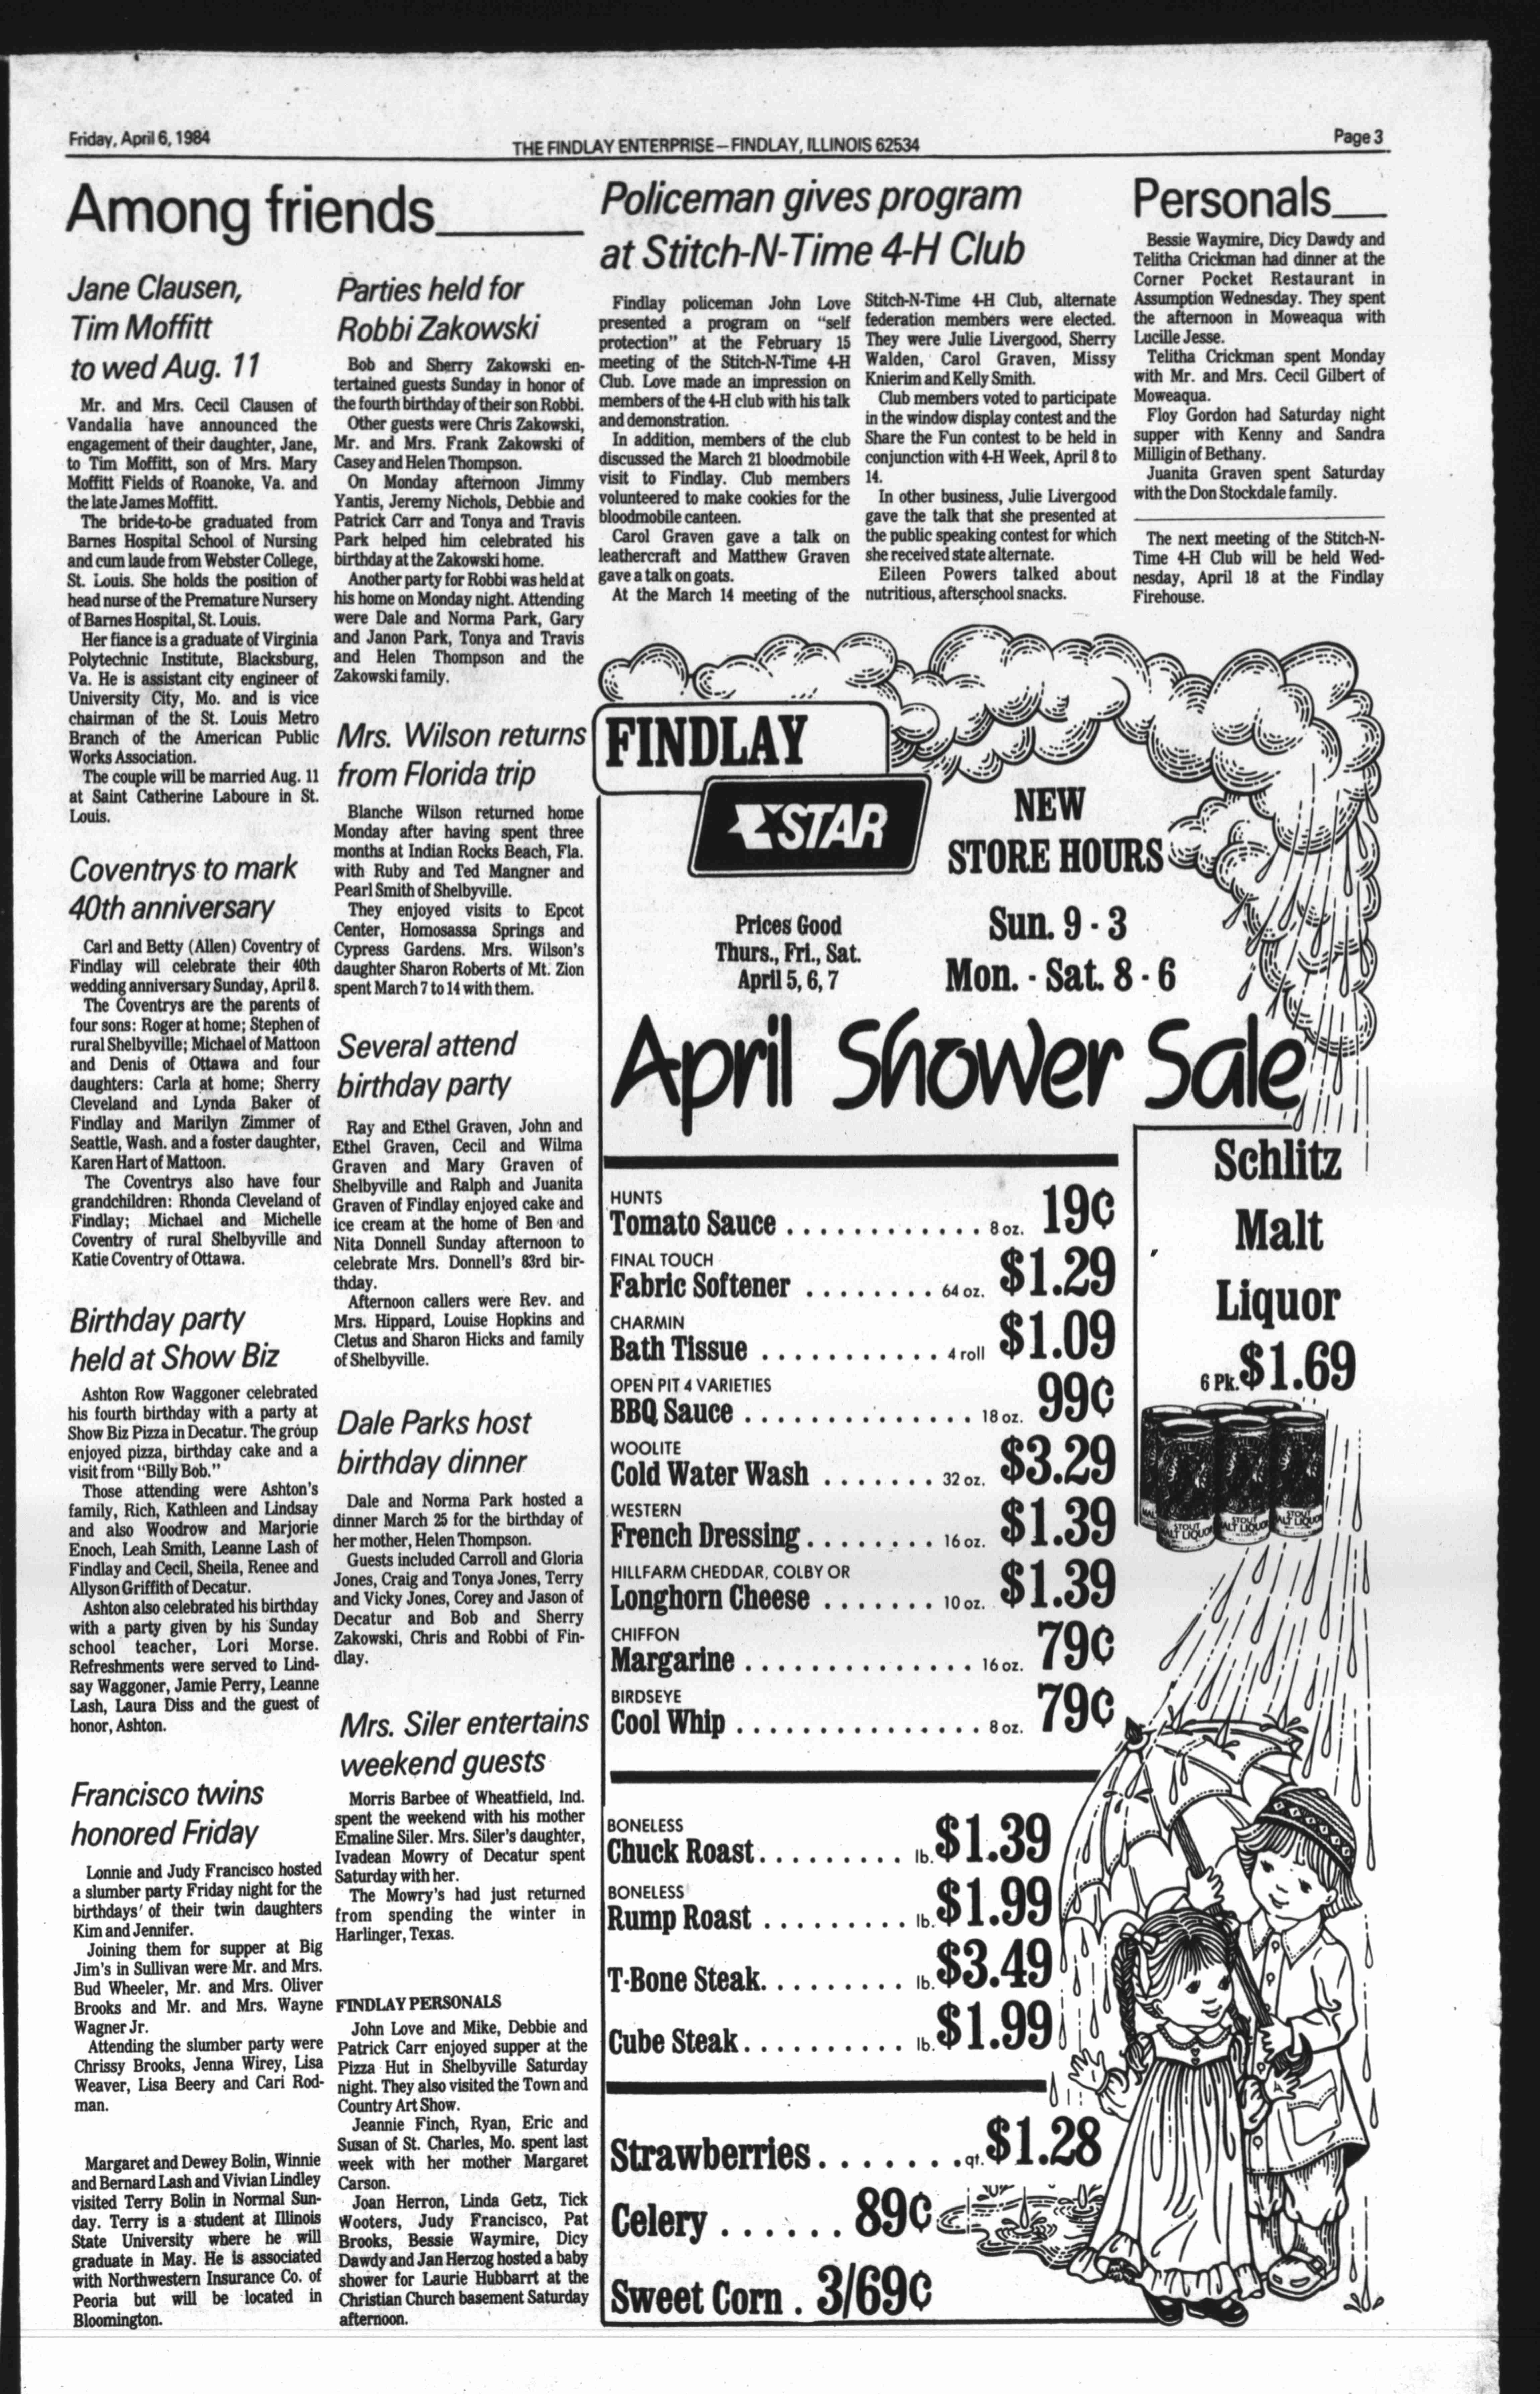 Friday, April 6, 1984
THE FINDLAY ENTERPRISE—FINDLAY, ILLINOIS 62534
Page 3
Among friends
Jane Clausen,
Tim Moffitt
to wed Aug. 11
Mr. and Mrs. Cecil Clausen of
Vandalia have announced the
engagement of their daughter, Jane,
to Tim Moffitt, son of Mrs. Mary
Moffitt Fields of Roanoke, Va. and
the late James Moffitt.
The bride-to-be graduated from
Barnes Hospital School of Nursing
and cum laude from Webster College,
St. Louis. She holds the position of
head nurse of the Premature Nursery
of Barnes Hospital, St. Louis.
Her fiance is a graduate of Virginia
Polytechnic Institute, Blacksburg,
Va. He is assistant city engineer of
University City, Mo. and is vice
chairman of the St. Louis Metro
Branch of the American Public
Works Association.
The couple will be married Aug. 11
at Saint Catherine Laboure in St.
Louis.
Coventrys to mark
40th anniversary
Carl and Betty (Allen) Coventry of
Findlay will celebrate their 40th
wedding anniversary Sunday, April 8.
The Coventrys are the parents of
four sons: Roger at home; Stephen of
rural Shelbyville; Michael of Mattoon
and Denis of Ottawa and four
daughters: Carla at home; Sherry
Cleveland and Lynda Baker of
Findlay and Marilyn Zimmer of
Seattle, Wash. and a foster daughter,
Karen Hart of Mattoon.
The Coventrys also have four
grandchildren: Rhonda Cleveland of
Findlay; Michael and Michelle
Coventry of rural Shelbyville and
Katie Coventry of Ottawa.
Birthday party
held at Show Biz
Ashton Row Waggoner celebrated
his fourth birthday with a party at
Show Biz Pizza in Decatur. The group
enjoyed pizza, birthday cake and a
visit from "Billy Bob."
Those attending were Ashton's
family, Rich, Kathleen and Lindsay
and also Woodrow and Marjorie
Enoch, Leah Smith, Leanne Lash of
Findlay and Cecil, Sheila, Renee and
Allyson Griffith of Decatur.
Ashton also celebrated his birthday
with a party given by his Sunday
school teacher, Lori Morse.
Refreshments were served to Lind-
say Waggoner, Jamie Perry, Leanne
Lash, Laura Diss and the guest of
honor, Ashton.
Francisco twins
honored Friday
Lonnie and Judy Francisco hosted
a slumber party Friday night for the
birthdays' of their twin daughters
Kim and Jennifer.
Joining them for supper at Big
Jim's in Sullivan were Mr. and Mrs.
Bud Wheeler, Mr. and Mrs. Oliver
Brooks and Mr. and Mrs. Wayne
Wagner Jr.
Attending the slumber party were
Chrissy Brooks, Jenna Wirey, Lisa
Weaver, Lisa Beery and Cari Rod-
man.
Margaret and Dewey Bolin, Winnie
and Bernard Lash and Vivian Lindley
visited Terry Bolin in Normal Sun-
day. Terry is a student at Illinois
State University where he will
graduate in May. He is associated
with Northwestern Insurance Co. of
Peoria but will be located in
Bloomington.
Parties held for
Robbi Zakowski
Bob and Sherry Zakowski en-
tertained guests Sunday in honor of
the fourth birthday of their son Robbi.
Other guests were Chris Zakowski,
Mr. and Mrs. Frank Zakowski of
Casey and Helen Thompson.
On Monday afternoon Jimmy
Yantis, Jeremy Nichols, Debbie and
Patrick Carr and Tonya and Travis
Park helped him celebrated his
birthday at the Zakowski home.
Another party for Robbi was held at
his home on Monday night. Attending
were Dale and Norma Park, Gary
and Janon Park, Tonya and Travis
and Helen Thompson and the
Zakowski family.
Mrs. Wilson returns
from Florida trip
Blanche Wilson returned home
Monday after having spent three
months at Indian Rocks Beach, Fla.
with Ruby and Ted Mangner and
Pearl Smith of Shelbyville.
They enjoyed visits to Epcot
Center, Homosassa Springs and
Cypress Gardens. Mrs. Wilson's
daughter Sharon Roberts of Mt. Zion
spent March 7 to 14 with them.
Several attend
birthday party
Ray and Ethel Graven, John and
Ethel Graven, Cecil and Wilma
Graven and Mary Graven of
Shelbyville and Ralph and Juanita
Graven of Findlay enjoyed cake and
ice cream at the home of Ben and
Nita Donnell Sunday afternoon to
celebrate Mrs. Donnell's 83rd bir-
thday.
Afternoon callers were Rev. and
Mrs. Hippard, Louise Hopkins and
Cletus and Sharon Hicks and family
of Shelbyville.
Dale Parks host
birthday dinner
Dale and Norma Park hosted a
dinner March 25 for the birthday of
her mother, Helen Thompson.
Guests included Carroll and Gloria
Jones, Craig and Tonya Jones, Terry
and Vicky Jones, Corey and Jason of
Decatur and Bob and Sherry
Zakowski, Chris and Robbi of Fin-
dlay.
Mrs. Siler entertains
weekend guests
Morris Barbee of Wheatfield, Ind.
spent the weekend with his mother
Emaline Siler. Mrs. Siler's daughter,
Ivadean Mowry of Decatur spent
Saturday with her.
The Mowry's had just returned
from spending the winter in
Harlinger, Texas.
FINDLAY PERSONALS
John Love and Mike, Debbie and
Patrick Carr enjoyed supper at the
Pizza Hut in Shelbyville Saturday
night. They also visited the Town and
Country Art Show.
Jeannie Finch, Ryan, Eric and
Susan of St. Charles, Mo. spent last
week with her mother Margaret
Carson.
Joan Herron, Linda Getz, Tick
Wooters, Judy Francisco, Pat
Brooks, Bessie Waymire, Dicy
Dawdy and Jan Herzog hosted a baby
shower for Laurie Hubbarrt at the
Christian Church basement Saturday
afternoon.
Policeman gives program
at Stitch-N-Time 4-H Club
Findlay policeman John Love
presented a program on "self
protection" at the February 15
meeting of the Stitch-N-Time 4-H
Club. Love made an impression on
members of the 4-H club with his talk
and demonstration.
In addition, members of the club
discussed the March 21 bloodmobile
visit to Findlay. Club members
volunteered to make cookies for the
bloodmobile canteen.
Carol Graven gave a talk on
leathercraft and Matthew Graven
gave a talk on goats.
At the March 14 meeting of the
Stitch-N-Time 4-H Club, alternate
federation members were elected.
They were Julie Livergood, Sherry
Walden, Carol Graven, Missy
Knierim and Kelly Smith.
Club members voted to participate
in the window display contest and the
Share the Fun contest to be held in
conjunction with 4-H Week, April 8 to
14.
In other business, Julie Livergood
gave the talk that she presented at
the public speaking contest for which
she received state alternate.
Eileen Powers talked about
nutritious, afterschool snacks.
Personals
Bessie Waymire, Dicy Dawdy and
Telitha Crickman had dinner at the
Corner Pocket Restaurant in
Assumption Wednesday. They spent
the afternoon in Moweaqua with
Lucille Jesse.
Telitha Crickman spent Monday
with Mr. and Mrs. Cecil Gilbert of
Moweaqua.
Floy Gordon had Saturday night
supper with Kenny and Sandra
Milligin of Bethany.
Juanita Graven spent Saturday
with the Don Stockdale family.
The next meeting of the Stitch-N-
Time 4-H Club will be held Wed-
nesday, April 18 at the Findlay
Firehouse.
FINDLAY
STAR
NEW
STORE HOURS
Sun. 9 - 3
Mon. - Sat. 8 - 6
Prices Good
Thurs., Fri., Sat.
April 5, 6, 7
April Shower Sale
HUNTS
Tomato Sauce . . . . . . . . . . . . 8 oz. 19¢
FINAL TOUCH
Fabric Softener . . . . . . . . 64 oz. $1.29
CHARMIN
Bath Tissue . . . . . . . . . . . 4 roll $1.09
OPEN PIT 4 VARIETIES
BBQ Sauce . . . . . . . . . . . . . . 18 oz. 99¢
WOOLITE
Cold Water Wash . . . . . . . 32 oz. $3.29
WESTERN
French Dressing . . . . . . . . 16 oz. $1.39
HILLFARM CHEDDAR, COLBY OR
Longhorn Cheese . . . . . . . 10 oz. $1.39
CHIFFON
Margarine . . . . . . . . . . . . . . 16 oz. 79¢
BIRDSEYE
Cool Whip . . . . . . . . . . . . . . . 8 oz. 79¢
Schlitz
Malt
Liquor
6 Pk. $1.69
STOUT STOUT STOUT
MALT LIQUOR MALT LIQUOR MALT LIQUOR
BONELESS
Chuck Roast . . . . . . . . . lb. $1.39
BONELESS
Rump Roast . . . . . . . . . lb. $1.99
T-Bone Steak . . . . . . . . . lb. $3.49
Cube Steak . . . . . . . . . . lb. $1.99
Strawberries . . . . . . . qt. $1.28
Celery . . . . . . 89¢
Sweet Corn . 3/69¢